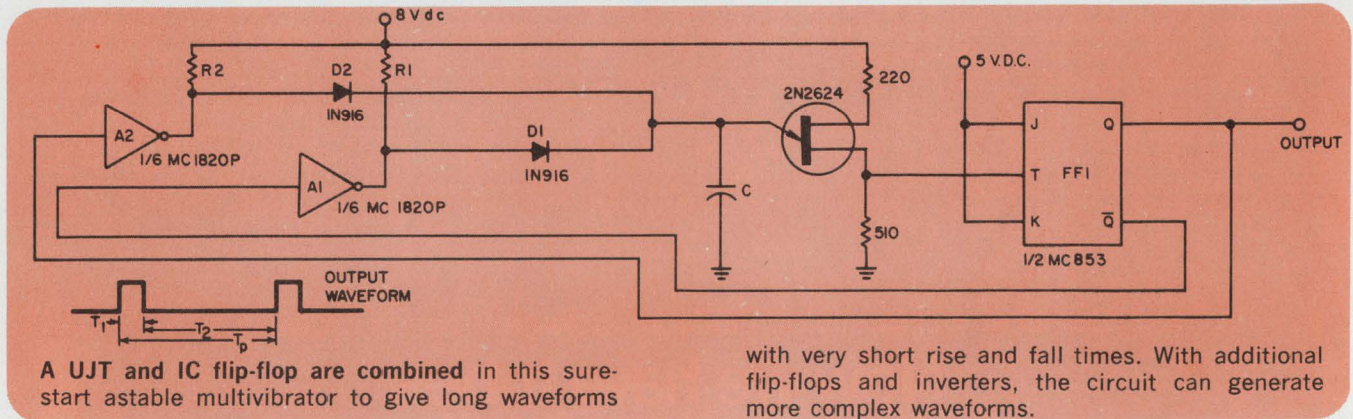 8 V dc
R2
D2
R1
1N916
A2
1/6 MC 1820P
D1
1N916
A1
1/6 MC 1820P
2N2624
220
C
510
5 V.D.C.
J
Q
T
FF1
K
Q̅
1/2 MC853
OUTPUT
OUTPUT
WAVEFORM
T1
T2
Tp
A UJT and IC flip-flop are combined in this sure-
start astable multivibrator to give long waveforms
with very short rise and fall times. With additional
flip-flops and inverters, the circuit can generate
more complex waveforms.